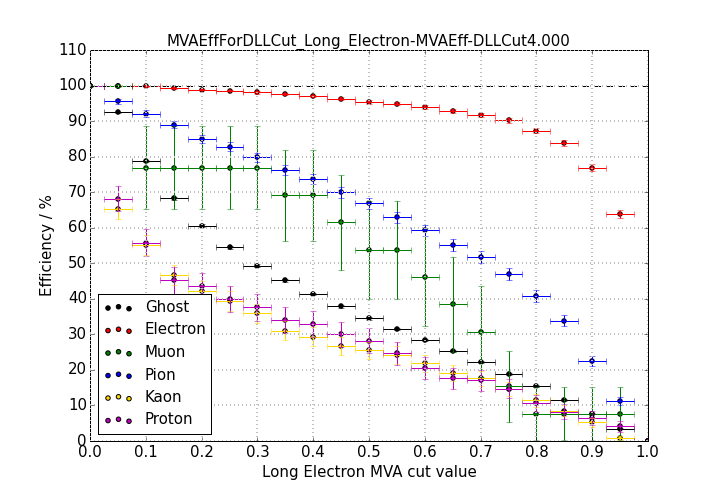 MVAEffForDLLCut_Long_Electron-MVAEff-DLLCut4.000
110
100
90
80
70
60
50
40
30
20
10
0
Efficiency / %
Ghost
Electron
Muon
Pion
Kaon
Proton
0.0 0.1 0.2 0.3 0.4 0.5 0.6 0.7 0.8 0.9 1.0
Long Electron MVA cut value